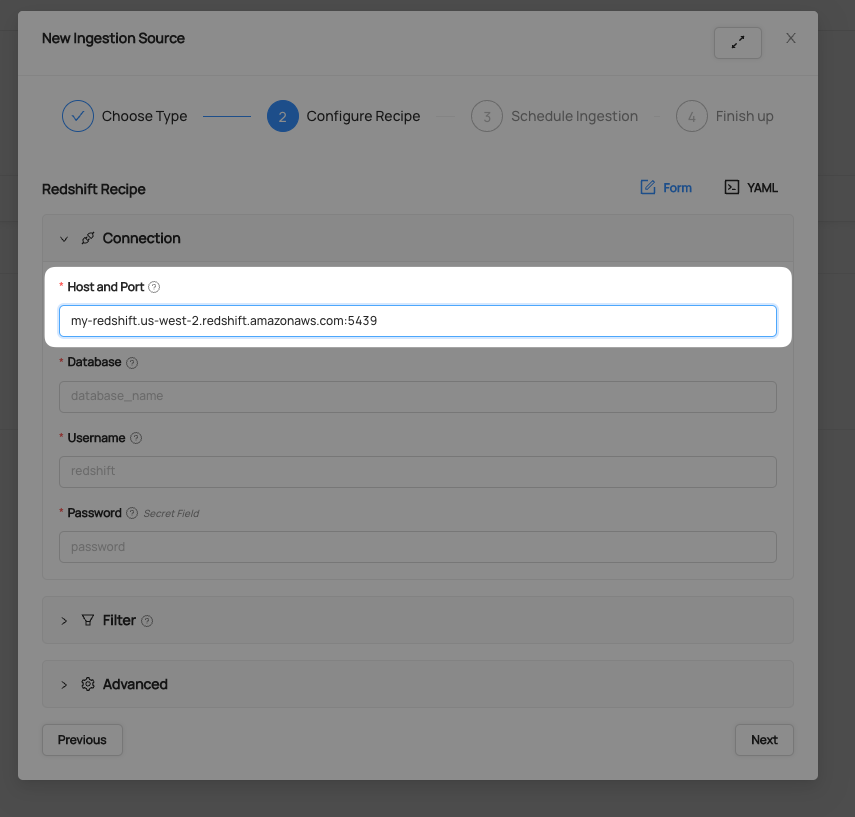 New Ingestion Source
Choose Type
2 Configure Recipe
3 Schedule Ingestion
4 Finish up
Redshift Recipe
Form
YAML
Connection
* Host and Port ?
my-redshift.us-west-2.redshift.amazonaws.com:5439
* Database ?
database_name
* Username ?
redshift
* Password ? Secret Field
password
Filter ?
Advanced
Previous
Next